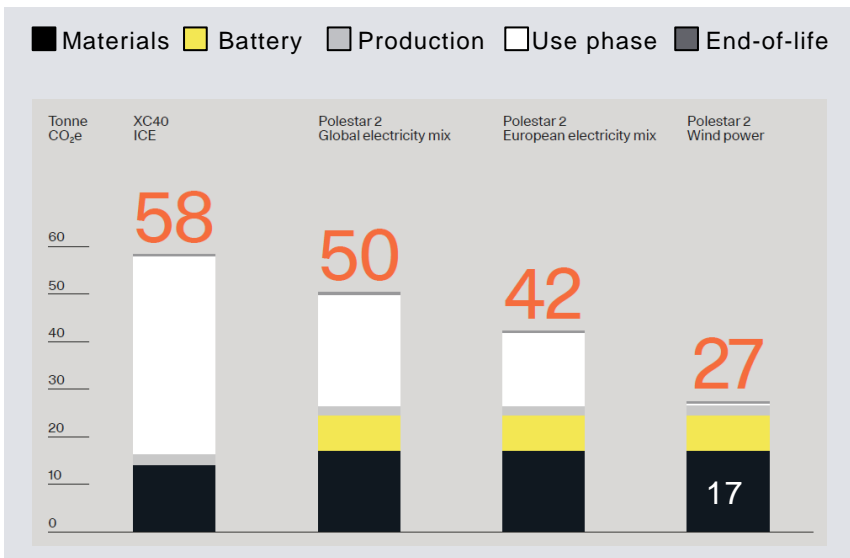 Materials Battery Production Use phase End-of-life
Tonne
CO₂e
XC40
ICE
Polestar 2
Global electricity mix
Polestar 2
European electricity mix
Polestar 2
Wind power
58
50
42
27
60
50
40
30
20
10
0
17